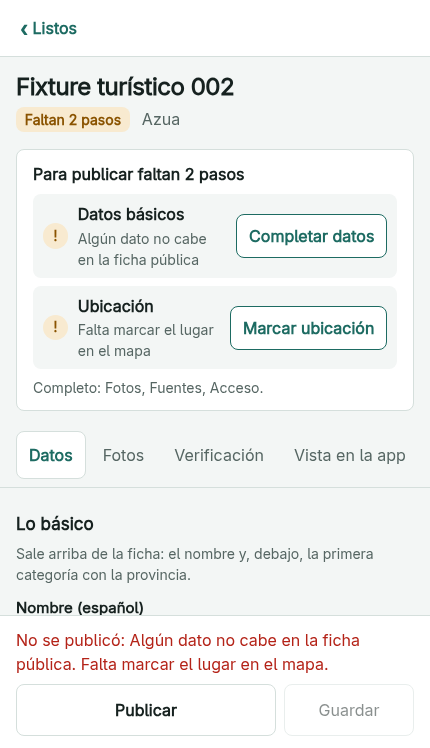 ‹ Listos
Fixture turístico 002
Faltan 2 pasos Azua
Para publicar faltan 2 pasos
! Datos básicos
Algún dato no cabe
en la ficha pública
Completar datos
! Ubicación
Falta marcar el lugar
en el mapa
Marcar ubicación
Completo: Fotos, Fuentes, Acceso.
Datos Fotos Verificación Vista en la app
Lo básico
Sale arriba de la ficha: el nombre y, debajo, la primera
categoría con la provincia.
Nombre (español)
No se publicó: Algún dato no cabe en la ficha
pública. Falta marcar el lugar en el mapa.
Publicar Guardar